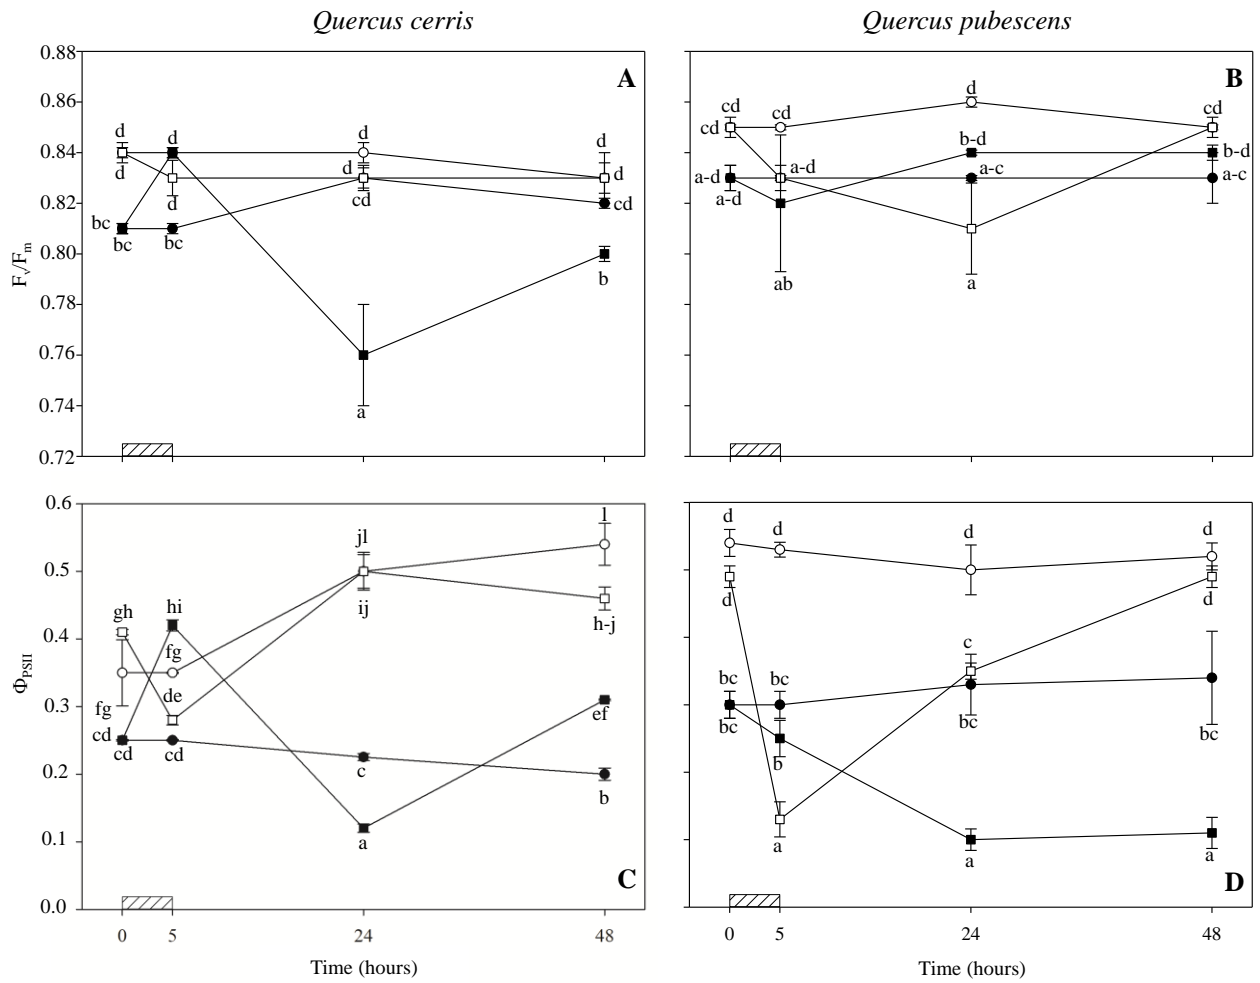 Quercus cerris
Quercus pubescens
A
0.88
0.86
0.84
0.82
0.80
0.78
0.76
0.74
0.72
Fv/Fm
d
d
d
d
d
d
d
d
d
cd
cd
bc
bc
bc
b
a
B
cd
cd
cd
d
cd
b-d
b-d
a-d
a-c
a-c
a-d
a-d
ab
a
C
0.6
0.5
0.4
0.3
0.2
0.1
0.0
ΦPSII
l
jl
ij
h-j
gh
hi
fg
de
fg
cd
cd
cd
ef
c
b
a
0
5
24
48
Time (hours)
D
d
d
d
d
d
d
c
bc
bc
bc
bc
bc
b
a
a
a
0
5
24
48
Time (hours)